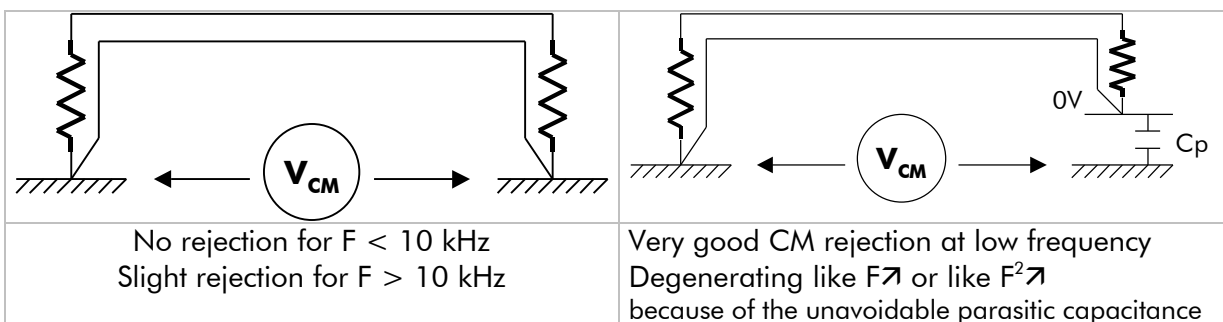 V_CM
No rejection for F < 10 kHz
Slight rejection for F > 10 kHz
0V
Cp
V_CM
Very good CM rejection at low frequency
Degenerating like F↗ or like F²↗
because of the unavoidable parasitic capacitance